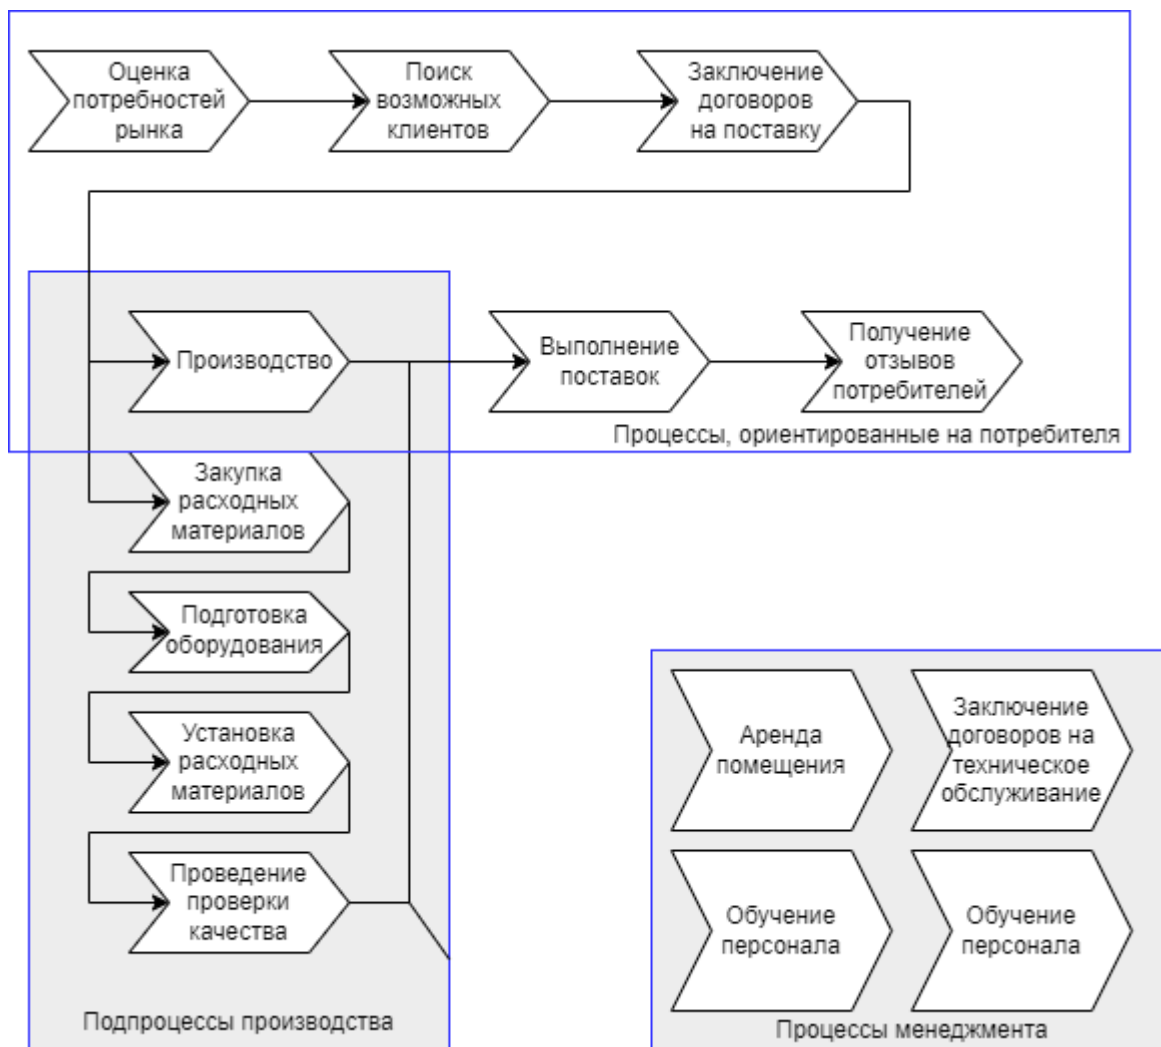 Оценка
потребностей
рынка
Поиск
возможных
клиентов
Заключение
договоров
на поставку
Производство
Выполнение
поставок
Получение
отзывов
потребителей
Процессы, ориентированные на потребителя
Закупка
расходных
материалов
Подготовка
оборудования
Установка
расходных
материалов
Проведение
проверки
качества
Подпроцессы производства
Аренда
помещения
Заключение
договоров на
техническое
обслуживание
Обучение
персонала
Обучение
персонала
Процессы менеджмента